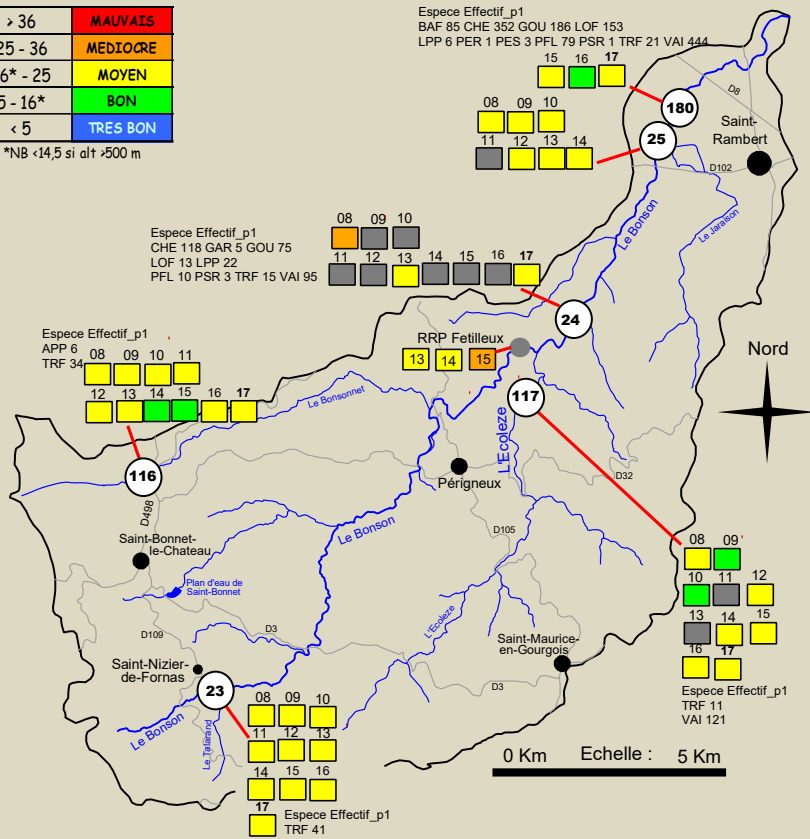 > 36 MAUVAIS
25 - 36 MEDIOCRE
6* - 25 MOYEN
5 - 16* BON
< 5 TRES BON
*NB <14,5 si alt >500 m
Espece Effectif_p1
BAF 85 CHE 352 GOU 186 LOF 153
LPP 6 PER 1 PES 3 PFL 79 PSR 1 TRF 21 VAI 444
15 16 17
180
08 09 10
11 12 13 14
25
D8
Saint-
Rambert
D102
Le Jaraison
Le Bonson
Espece Effectif_p1
CHE 118 GAR 5 GOU 75
LOF 13 LPP 22
PFL 10 PSR 3 TRF 15 VAI 95
08 09 10
11 12 13 14 15 16 17
24
RRP Fetilleux
13 14 15
Nord
Espece Effectif_p1
APP 6
TRF 34
08 09 10 11
12 13 14 15 16 17
Le Bonsonnet
117
L'Ecoleze
116
Périgneux
D32
D498
D105
Le Bonson
Saint-Bonnet
-le-Chateau
Plan d'eau de
Saint-Bonnet
08 09
10 11 12
13 14 15
16 17
Espece Effectif_p1
TRF 11
VAI 121
L'Ecoleze
D109
D3
Saint-Maurice-
en-Gourgois
Saint-Nizier-
de-Fornas
D3
23
08 09 10
11 12 13
14 15 16
17
Espece Effectif_p1
TRF 41
Le Bonson
0 Km Echelle : 5 Km